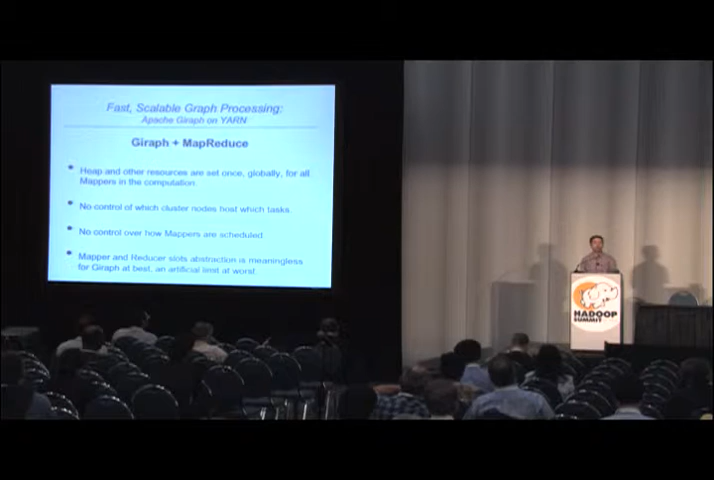 Fast, Scalable Graph Processing:
Apache Giraph on YARN
Giraph + MapReduce
• Heap and other resources are set once, globally, for all
Mappers in the computation.
• No control of which cluster nodes host which tasks.
• No control over how Mappers are scheduled.
• Mapper and Reducer slots abstraction is meaningless
for Giraph at best, an artificial limit at worst.
HADOOP
SUMMIT